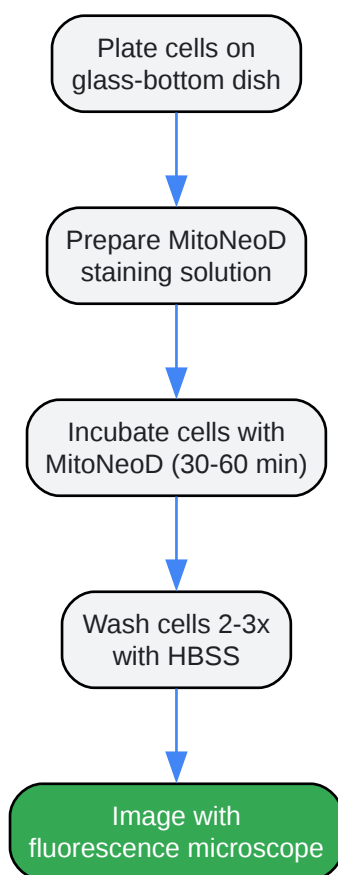 Plate cells on
glass-bottom dish
Prepare MitoNeoD
staining solution
Incubate cells with
MitoNeoD (30-60 min)
Wash cells 2-3x
with HBSS
Image with
fluorescence microscope